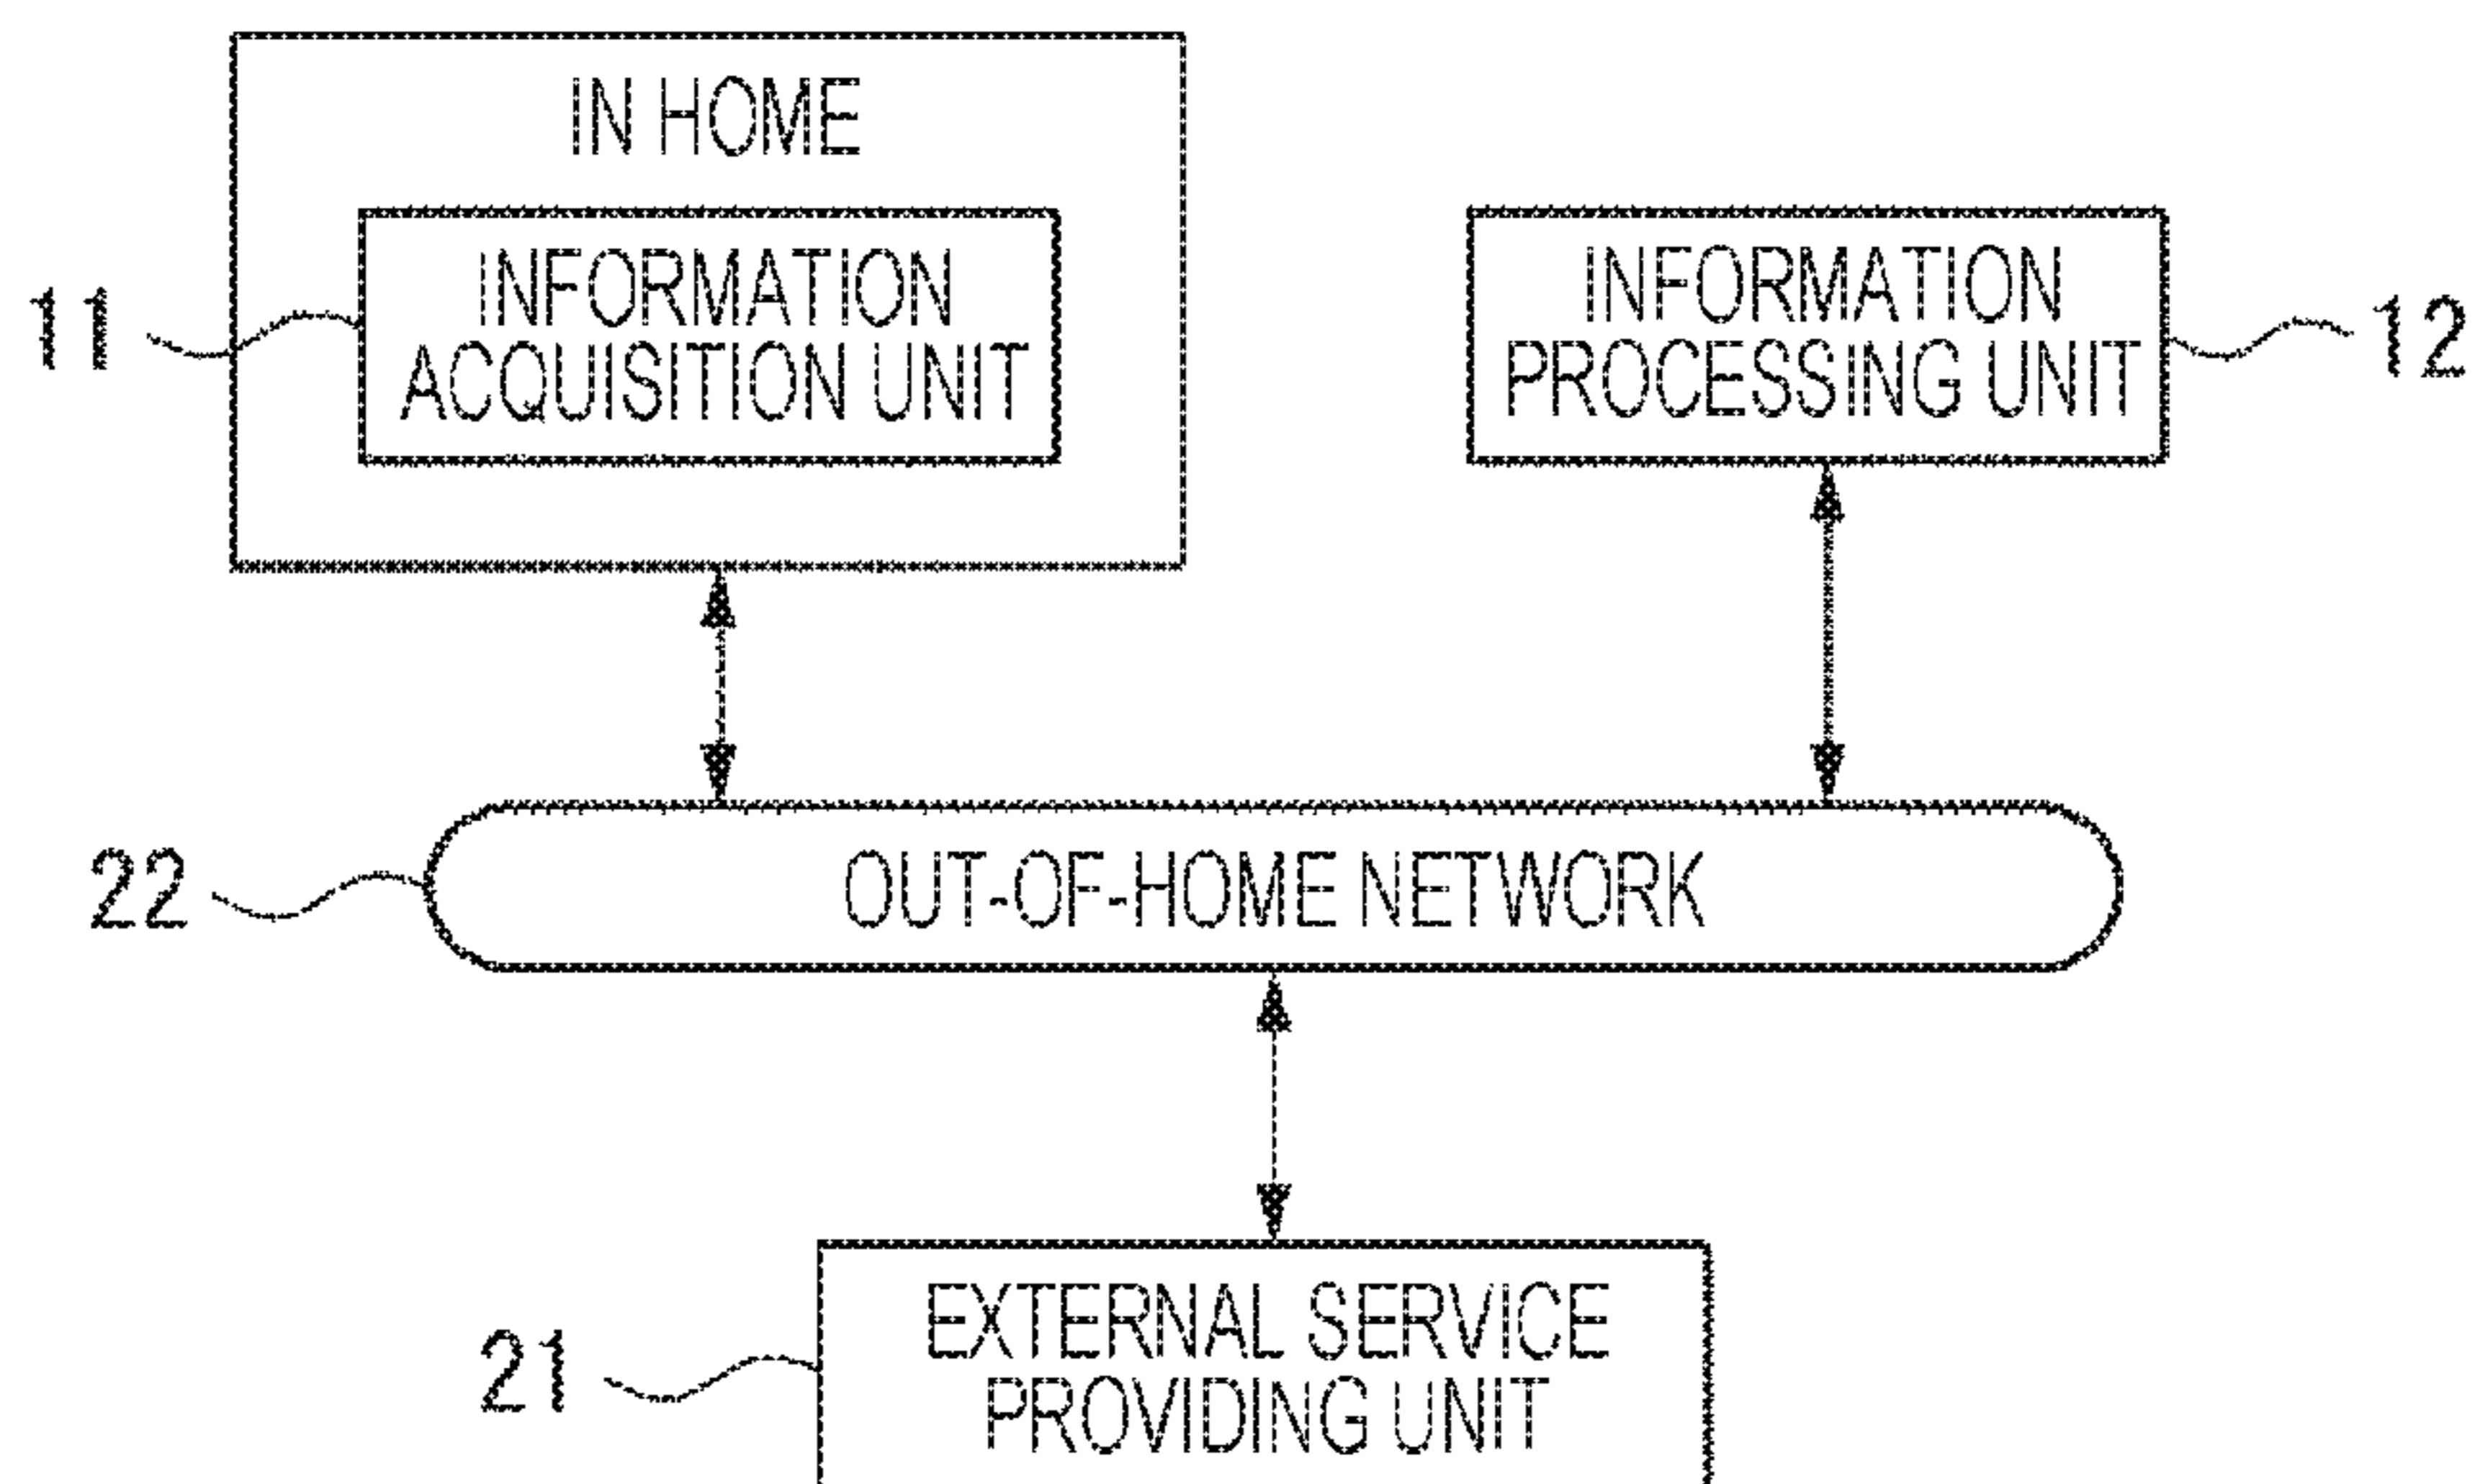 IN HOME
INFORMATION
ACQUISITION UNIT
11
INFORMATION
PROCESSING UNIT
12
22
OUT-OF-HOME NETWORK
21
EXTERNAL SERVICE
PROVIDING UNIT